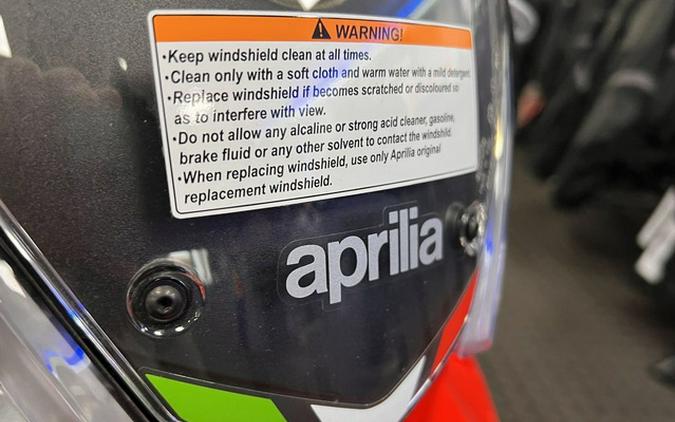 WARNING!
·Keep windshield clean at all times.
·Clean only with a soft cloth and warm water with a mild detergent
·Replace windshield if becomes scratched or discoloured so
as to interfere with view.
·Do not allow any alcaline or strong acid cleaner, gasoline,
brake fluid or any other solvent to contact the windshild.
·When replacing windshield, use only Aprilia original
replacement windshield.
aprilia